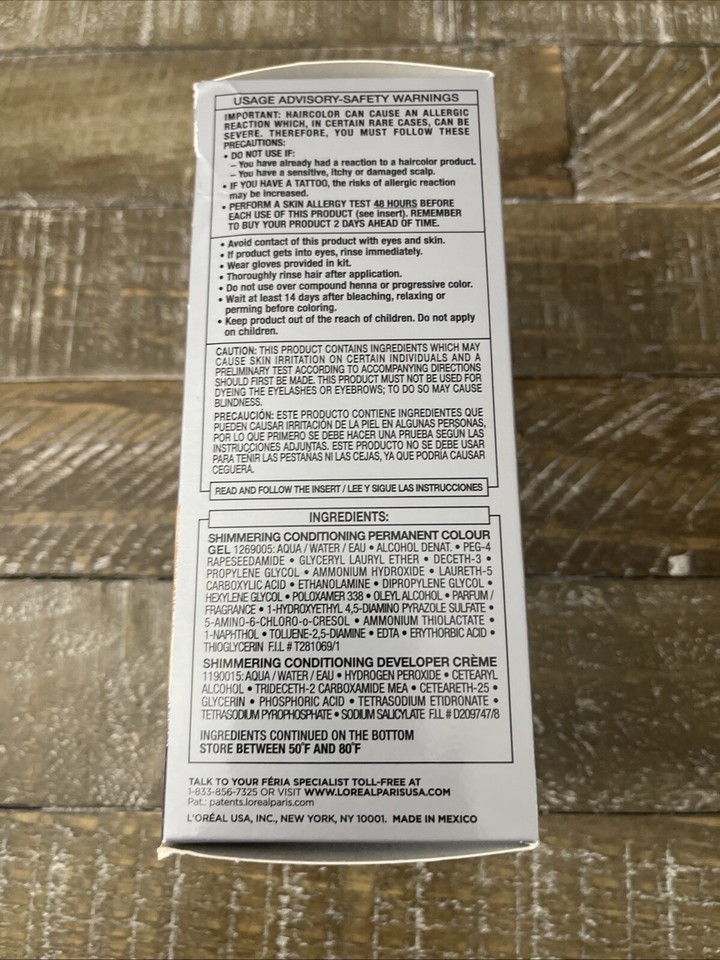 USAGE ADVISORY-SAFETY WARNINGS
IMPORTANT: HAIRCOLOR CAN CAUSE AN ALLERGIC
REACTION WHICH, IN CERTAIN RARE CASES, CAN BE
SEVERE. THEREFORE, YOU MUST FOLLOW THESE
PRECAUTIONS:
• DO NOT USE IF:
– You have already had a reaction to a haircolor product.
– You have a sensitive, itchy or damaged scalp.
• IF YOU HAVE A TATTOO, the risks of allergic reaction
may be increased.
• PERFORM A SKIN ALLERGY TEST 48 HOURS BEFORE
EACH USE OF THIS PRODUCT (see insert). REMEMBER
TO BUY YOUR PRODUCT 2 DAYS AHEAD OF TIME.
• Avoid contact of this product with eyes and skin.
• If product gets into eyes, rinse immediately.
• Wear gloves provided in kit.
• Thoroughly rinse hair after application.
• Do not use over compound henna or progressive color.
• Wait at least 14 days after bleaching, relaxing or
perming before coloring.
• Keep product out of the reach of children. Do not apply
on children.
CAUTION: THIS PRODUCT CONTAINS INGREDIENTS WHICH MAY
CAUSE SKIN IRRITATION ON CERTAIN INDIVIDUALS AND A
PRELIMINARY TEST ACCORDING TO ACCOMPANYING DIRECTIONS
SHOULD FIRST BE MADE. THIS PRODUCT MUST NOT BE USED FOR
DYEING THE EYELASHES OR EYEBROWS; TO DO SO MAY CAUSE
BLINDNESS.
PRECAUCIÓN: ESTE PRODUCTO CONTIENE INGREDIENTES QUE
PUEDEN CAUSAR IRRITACIÓN DE LA PIEL EN ALGUNAS PERSONAS,
POR LO QUE PRIMERO SE DEBE HACER UNA PRUEBA SEGÚN LAS
INSTRUCCIONES ADJUNTAS. ESTE PRODUCTO NO SE DEBE USAR
PARA TENIR LAS PESTAÑAS NI LAS CEJAS, YA QUE PODRÍA CAUSAR
CEGUERA.
READ AND FOLLOW THE INSERT / LEE Y SIGUE LAS INSTRUCCIONES
INGREDIENTS:
SHIMMERING CONDITIONING PERMANENT COLOUR
GEL 1269005: AQUA / WATER / EAU • ALCOHOL DENAT. • PEG-4
RAPESEEDAMIDE • GLYCERYL LAURYL ETHER • DECETH-3 •
PROPYLENE GLYCOL • AMMONIUM HYDROXIDE • LAURETH-5
CARBOXYLIC ACID • ETHANOLAMINE • DIPROPYLENE GLYCOL •
HEXYLENE GLYCOL • POLOXAMER 338 • OLEYL ALCOHOL • PARFUM /
FRAGRANCE • 1-HYDROXYETHYL 4,5-DIAMINO PYRAZOLE SULFATE •
5-AMINO-6-CHLORO-o-CRESOL • AMMONIUM THIOLACTATE •
1-NAPHTHOL • TOLUENE-2,5-DIAMINE • EDTA • ERYTHORBIC ACID •
THIOGLYCERIN F.I.L # T281069/1
SHIMMERING CONDITIONING DEVELOPER CRÈME
1190015: AQUA / WATER / EAU • HYDROGEN PEROXIDE • CETEARYL
ALCOHOL • TRIDECETH-2 CARBOXAMIDE MEA • CETEARETH-25 •
GLYCERIN • PHOSPHORIC ACID • TETRASODIUM ETIDRONATE •
TETRASODIUM PYROPHOSPHATE • SODIUM SALICYLATE F.I.L # D209747/8
INGREDIENTS CONTINUED ON THE BOTTOM
STORE BETWEEN 50°F AND 80°F
TALK TO YOUR FÉRIA SPECIALIST TOLL-FREE AT
1-833-856-7325 OR VISIT WWW.LOREALPARISUSA.COM
Pat.: patents.lorealparis.com
L'ORÉAL USA, INC., NEW YORK, NY 10001. MADE IN MEXICO